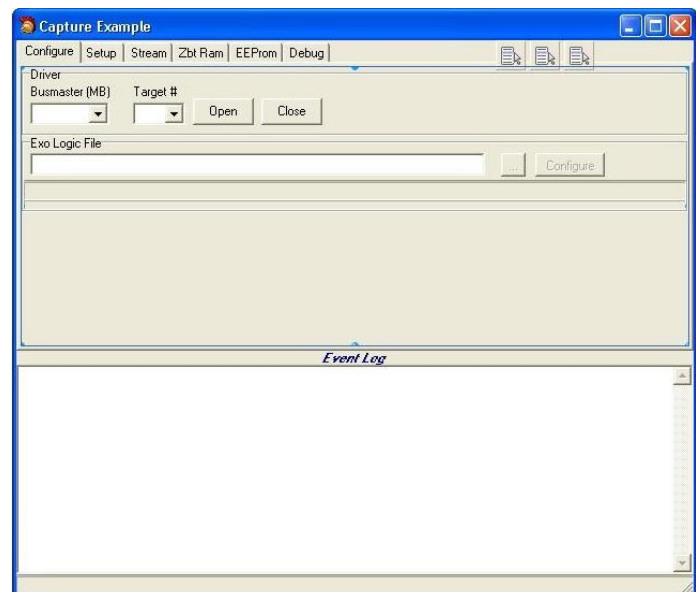 Capture Example
Configure Setup Stream Zbt Ram EEProm Debug
Driver
Busmaster (MB) Target #
Open Close
Exo Logic File
... Configure
Event Log